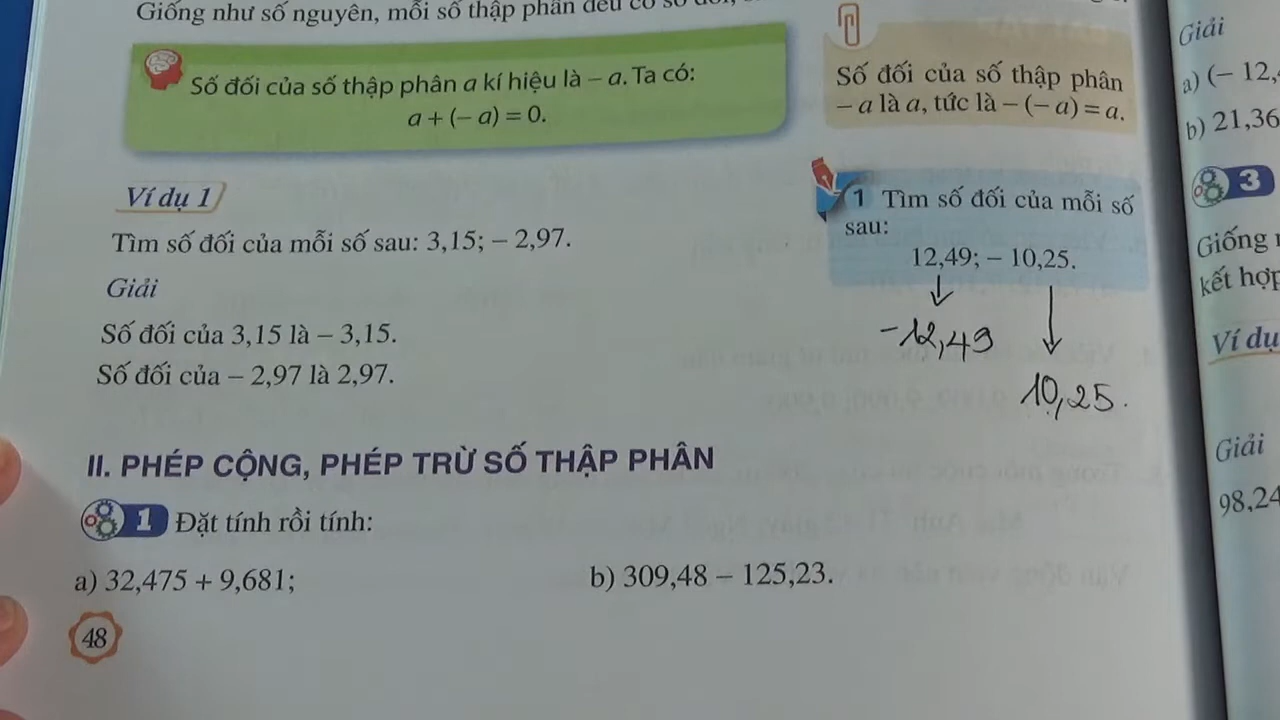 Giống như số nguyên, mỗi số thập phân đều có số đối,
Số đối của số thập phân a kí hiệu là – a. Ta có:
a + (– a) = 0.
Số đối của số thập phân
– a là a, tức là – (– a) = a.
Ví dụ 1
Tìm số đối của mỗi số sau: 3,15; – 2,97.
Giải
Số đối của 3,15 là – 3,15.
Số đối của – 2,97 là 2,97.
1 Tìm số đối của mỗi số
sau:
12,49; – 10,25.
-12,49
10,25.
II. PHÉP CỘNG, PHÉP TRỪ SỐ THẬP PHÂN
1 Đặt tính rồi tính:
a) 32,475 + 9,681;
b) 309,48 – 125,23.
48
Giải
a) (– 12,
b) 21,36
3
Giống
kết hợp
Ví dụ
Giải
98,24